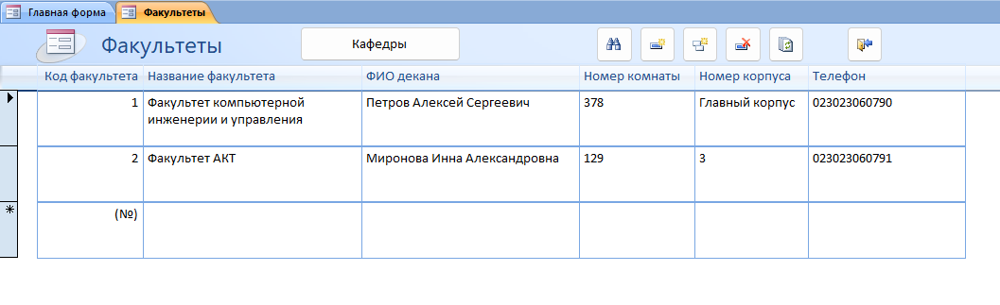 Главная форма Факультеты
Факультеты Кафедры
Код факультета Название факультета ФИО декана Номер комнаты Номер корпуса Телефон
1 Факультет компьютерной Петров Алексей Сергеевич 378 Главный корпус 023023060790
инженерии и управления
2 Факультет АКТ Миронова Инна Александровна 129 3 023023060791
(№)